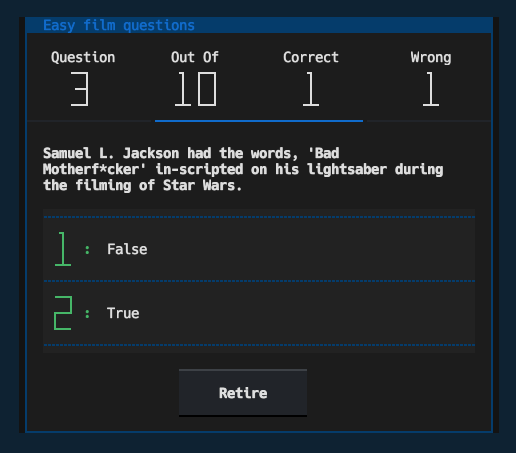 Easy film questions
Question Out Of Correct Wrong
3 10 1 1
Samuel L. Jackson had the words, 'Bad
Motherf*cker' in-scripted on his lightsaber during
the filming of Star Wars.
1 : False
2 : True
Retire